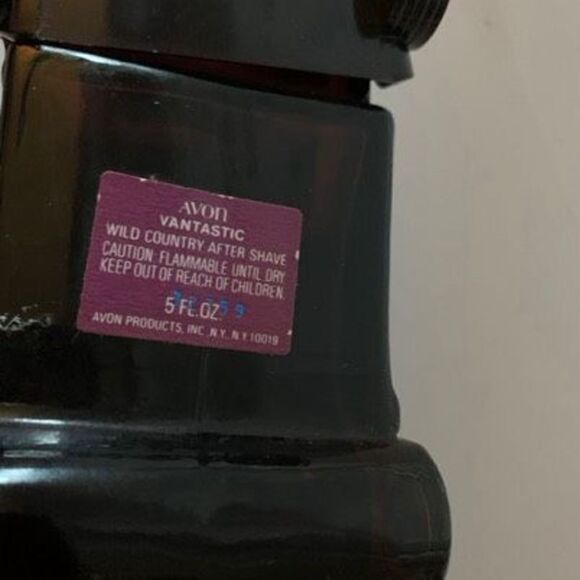 AVON
VANTASTIC
WILD COUNTRY AFTER SHAVE
CAUTION: FLAMMABLE UNTIL DRY
KEEP OUT OF REACH OF CHILDREN.
5 FL.OZ.
AVON PRODUCTS, INC. N.Y., N.Y. 10019